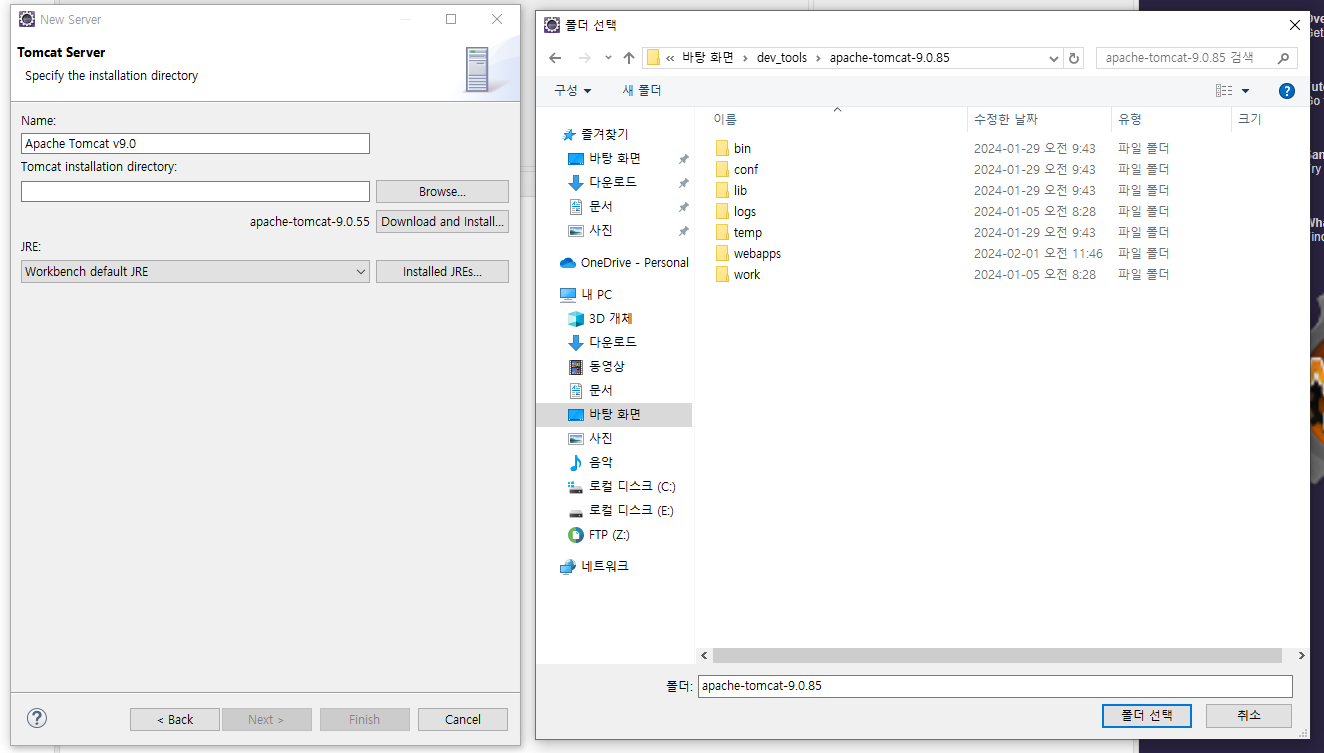 New Server
Tomcat Server
Specify the installation directory
Name:
Apache Tomcat v9.0
Tomcat installation directory:
Browse...
apache-tomcat-9.0.55
Download and Install...
JRE:
Workbench default JRE
Installed JREs...
?
< Back
Next >
Finish
Cancel
폴더 선택
« 바탕 화면 > dev_tools > apache-tomcat-9.0.85
apache-tomcat-9.0.85 검색
구성
새 폴더
?
이름 수정한 날짜 유형 크기
즐겨찾기
바탕 화면
다운로드
문서
사진
OneDrive - Personal
내 PC
3D 개체
다운로드
동영상
문서
바탕 화면
사진
음악
로컬 디스크 (C:)
로컬 디스크 (E:)
FTP (Z:)
네트워크
bin 2024-01-29 오전 9:43 파일 폴더
conf 2024-01-29 오전 9:43 파일 폴더
lib 2024-01-29 오전 9:43 파일 폴더
logs 2024-01-05 오전 8:28 파일 폴더
temp 2024-01-29 오전 9:43 파일 폴더
webapps 2024-02-01 오전 11:46 파일 폴더
work 2024-01-05 오전 8:28 파일 폴더
폴더: apache-tomcat-9.0.85
폴더 선택
취소